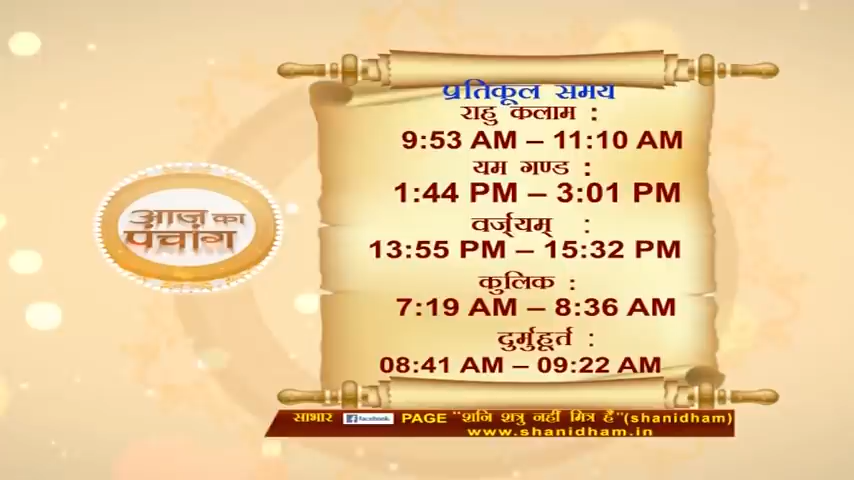 आज का
पंचांग
प्रतिकूल समय
राहु कलाम :
9:53 AM – 11:10 AM
यम गण्ड :
1:44 PM – 3:01 PM
वर्ज्यम् :
13:55 PM – 15:32 PM
कुलिक :
7:19 AM – 8:36 AM
दुर्मुहूर्त :
08:41 AM – 09:22 AM
साभार facebook PAGE "शनि शत्रु नहीं मित्र हैं"(shanidham)
www.shanidham.in